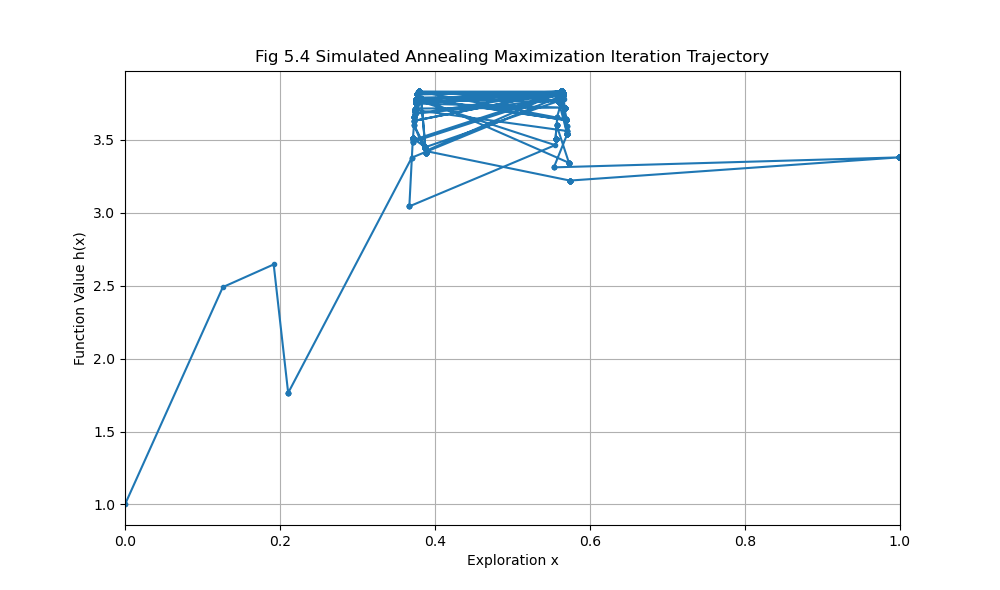 Fig 5.4 Simulated Annealing Maximization Iteration Trajectory
Function Value h(x)
3.5
3.0
2.5
2.0
1.5
1.0
0.0 0.2 0.4 0.6 0.8 1.0
Exploration x